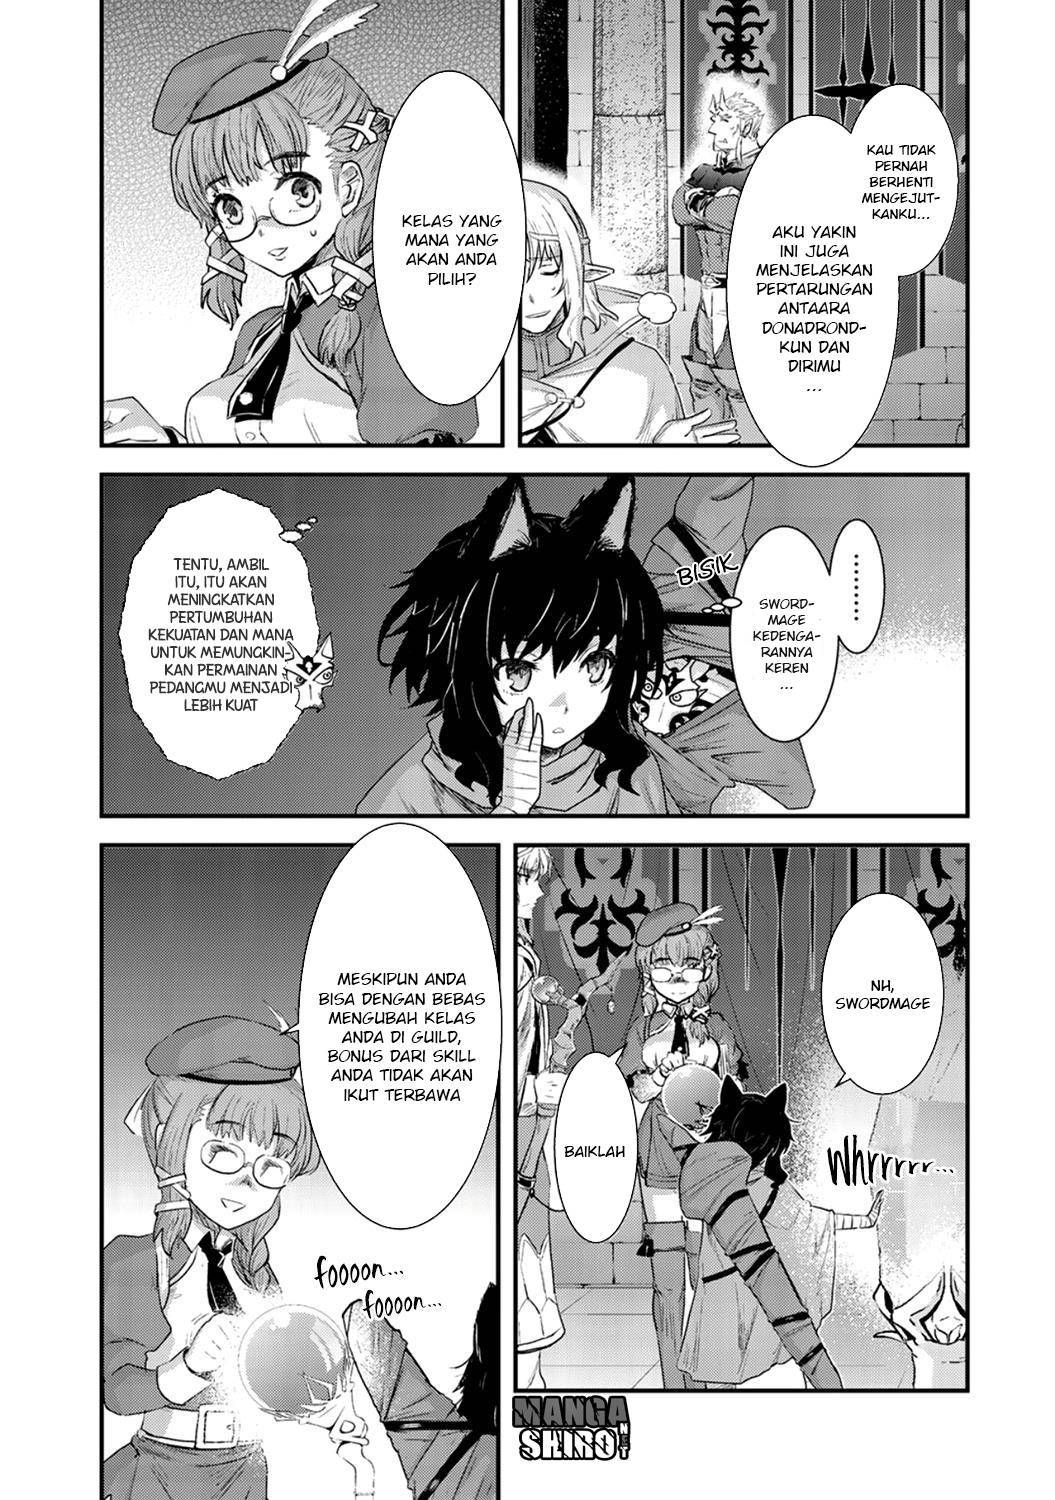 KAU TIDAK
PERNAH
BERHENTI
MENGEJUT-
KANKU...
AKU YAKIN
INI JUGA
MENJELASKAN
PERTARUNGAN
ANTAARA
DONADROND-
KUN DAN
DIRIMU
...
KELAS YANG
MANA YANG
AKAN ANDA
PILIH?
.........
SWORD-
MAGE
KEDENGA-
RANNYA
KEREN
...
BISIK
TENTU, AMBIL
ITU, ITU AKAN
MENINGKATKAN
PERTUMBUHAN
KEKUATAN DAN MANA
UNTUK MEMUNGKIN-
KAN PERMAINAN
PEDANGMU MENJADI
LEBIH KUAT
NH,
SWORDMAGE
Whrrrrrr...
BAIKLAH
MESKIPUN ANDA
BISA DENGAN BEBAS
MENGUBAH KELAS
ANDA DI GUILD,
BONUS DARI SKILL
ANDA TIDAK AKAN
IKUT TERBAWA
foooon...
foooon...
MANGA
SHIRO
NET